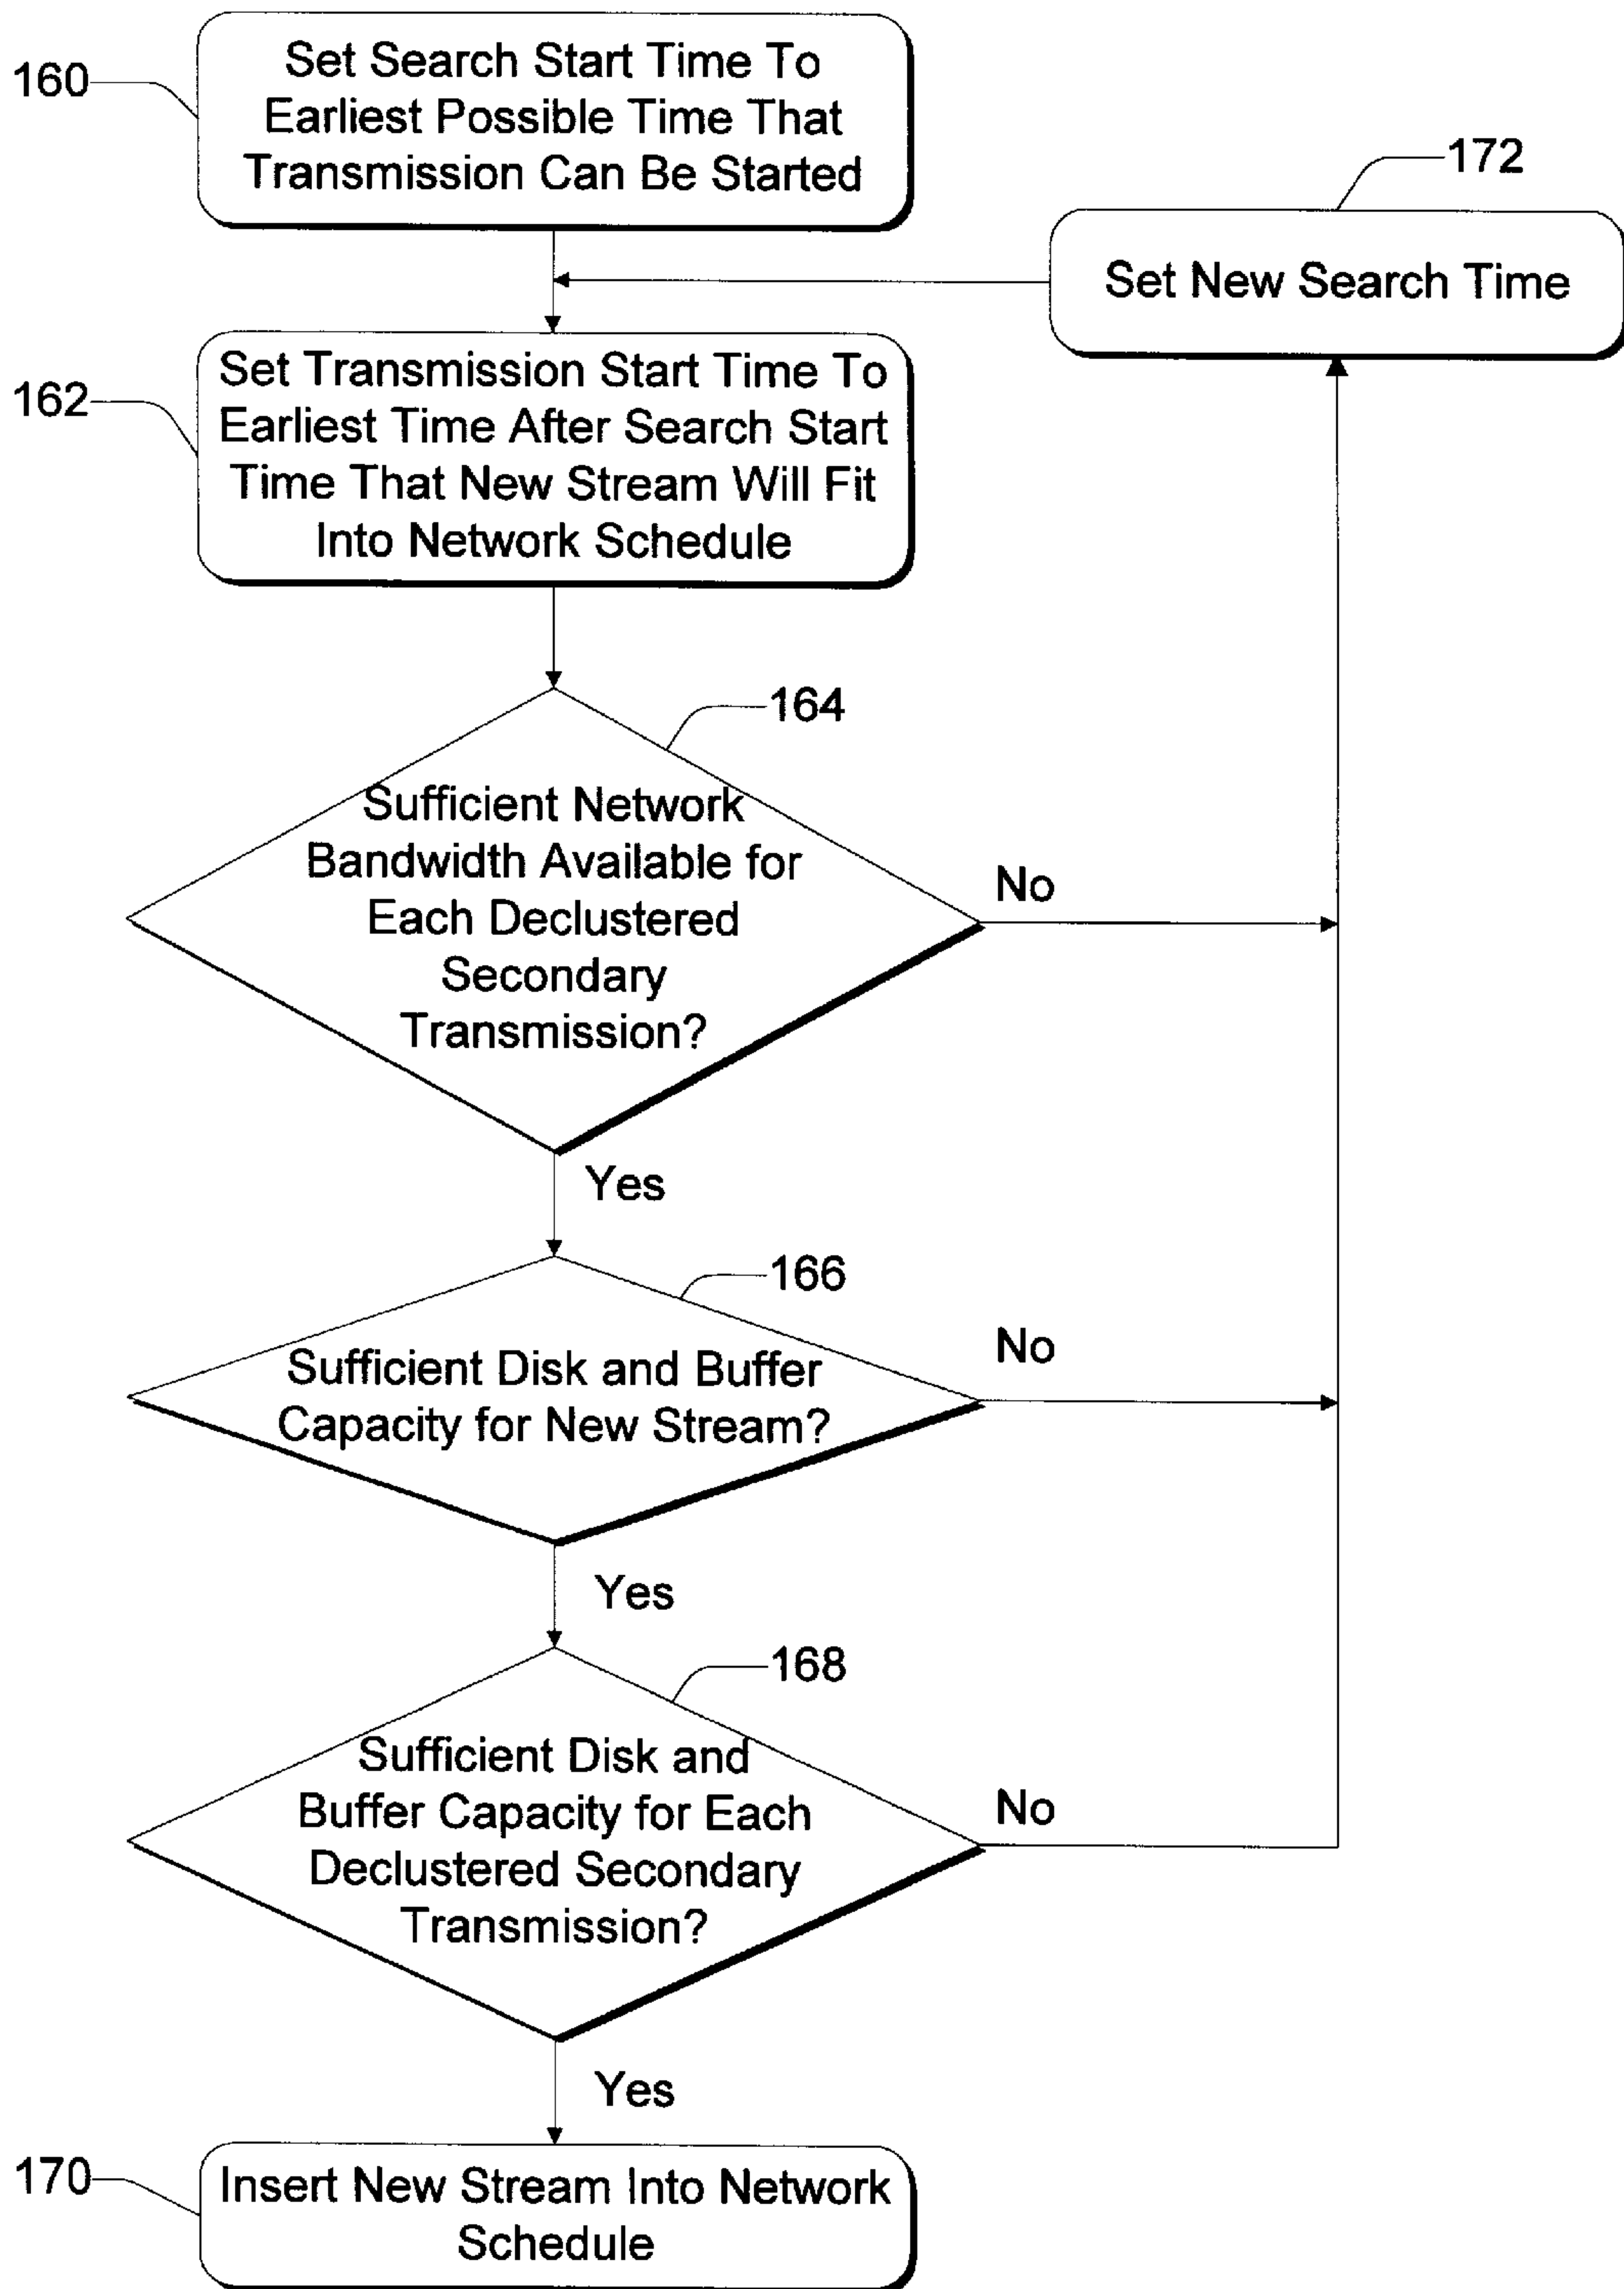 160
Set Search Start Time To
Earliest Possible Time That
Transmission Can Be Started
172
Set New Search Time
162
Set Transmission Start Time To
Earliest Time After Search Start
Time That New Stream Will Fit
Into Network Schedule
164
Sufficient Network
Bandwidth Available for
Each Declustered
Secondary
Transmission?
No
Yes
166
Sufficient Disk and Buffer
Capacity for New Stream?
No
Yes
168
Sufficient Disk and
Buffer Capacity for Each
Declustered Secondary
Transmission?
No
Yes
170
Insert New Stream Into Network
Schedule